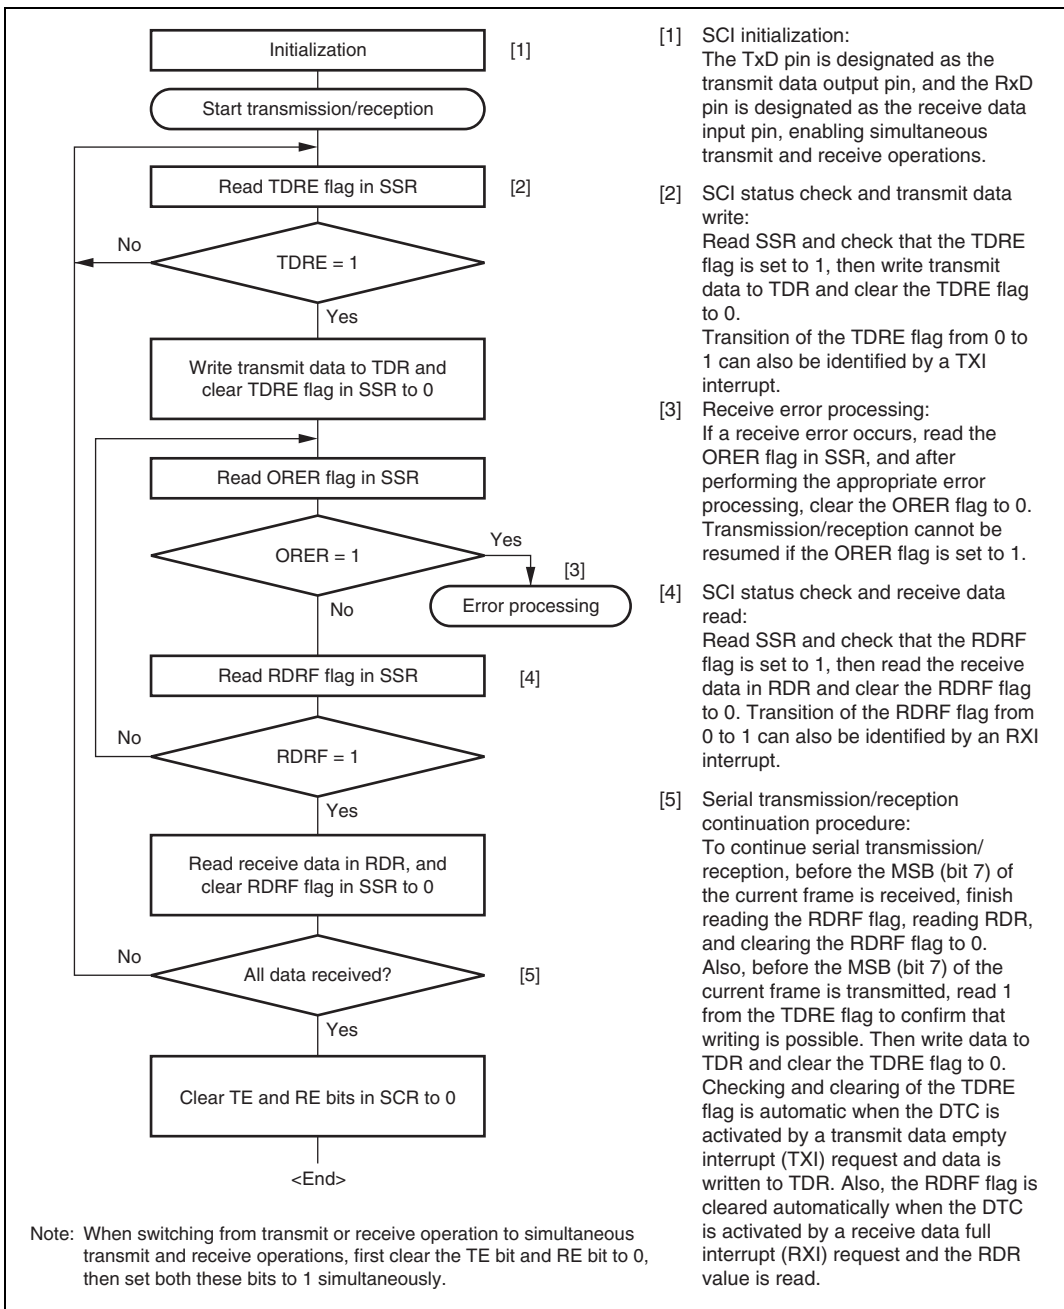 Initialization
[1]
Start transmission/reception
Read TDRE flag in SSR
[2]
No
TDRE = 1
Yes
Write transmit data to TDR and
clear TDRE flag in SSR to 0
Read ORER flag in SSR
Yes
ORER = 1
[3]
Error processing
No
Read RDRF flag in SSR
[4]
No
RDRF = 1
Yes
Read receive data in RDR, and
clear RDRF flag in SSR to 0
No
All data received?
[5]
Yes
Clear TE and RE bits in SCR to 0
<End>
[1] SCI initialization:
The TxD pin is designated as the
transmit data output pin, and the RxD
pin is designated as the receive data
input pin, enabling simultaneous
transmit and receive operations.
[2] SCI status check and transmit data
write:
Read SSR and check that the TDRE
flag is set to 1, then write transmit
data to TDR and clear the TDRE flag
to 0.
Transition of the TDRE flag from 0 to
1 can also be identified by a TXI
interrupt.
[3] Receive error processing:
If a receive error occurs, read the
ORER flag in SSR, and after
performing the appropriate error
processing, clear the ORER flag to 0.
Transmission/reception cannot be
resumed if the ORER flag is set to 1.
[4] SCI status check and receive data
read:
Read SSR and check that the RDRF
flag is set to 1, then read the receive
data in RDR and clear the RDRF flag
to 0. Transition of the RDRF flag from
0 to 1 can also be identified by an RXI
interrupt.
[5] Serial transmission/reception
continuation procedure:
To continue serial transmission/
reception, before the MSB (bit 7) of
the current frame is received, finish
reading the RDRF flag, reading RDR,
and clearing the RDRF flag to 0.
Also, before the MSB (bit 7) of the
current frame is transmitted, read 1
from the TDRE flag to confirm that
writing is possible. Then write data to
TDR and clear the TDRE flag to 0.
Checking and clearing of the TDRE
flag is automatic when the DTC is
activated by a transmit data empty
interrupt (TXI) request and data is
written to TDR. Also, the RDRF flag is
cleared automatically when the DTC
is activated by a receive data full
interrupt (RXI) request and the RDR
value is read.
Note: When switching from transmit or receive operation to simultaneous
transmit and receive operations, first clear the TE bit and RE bit to 0,
then set both these bits to 1 simultaneously.